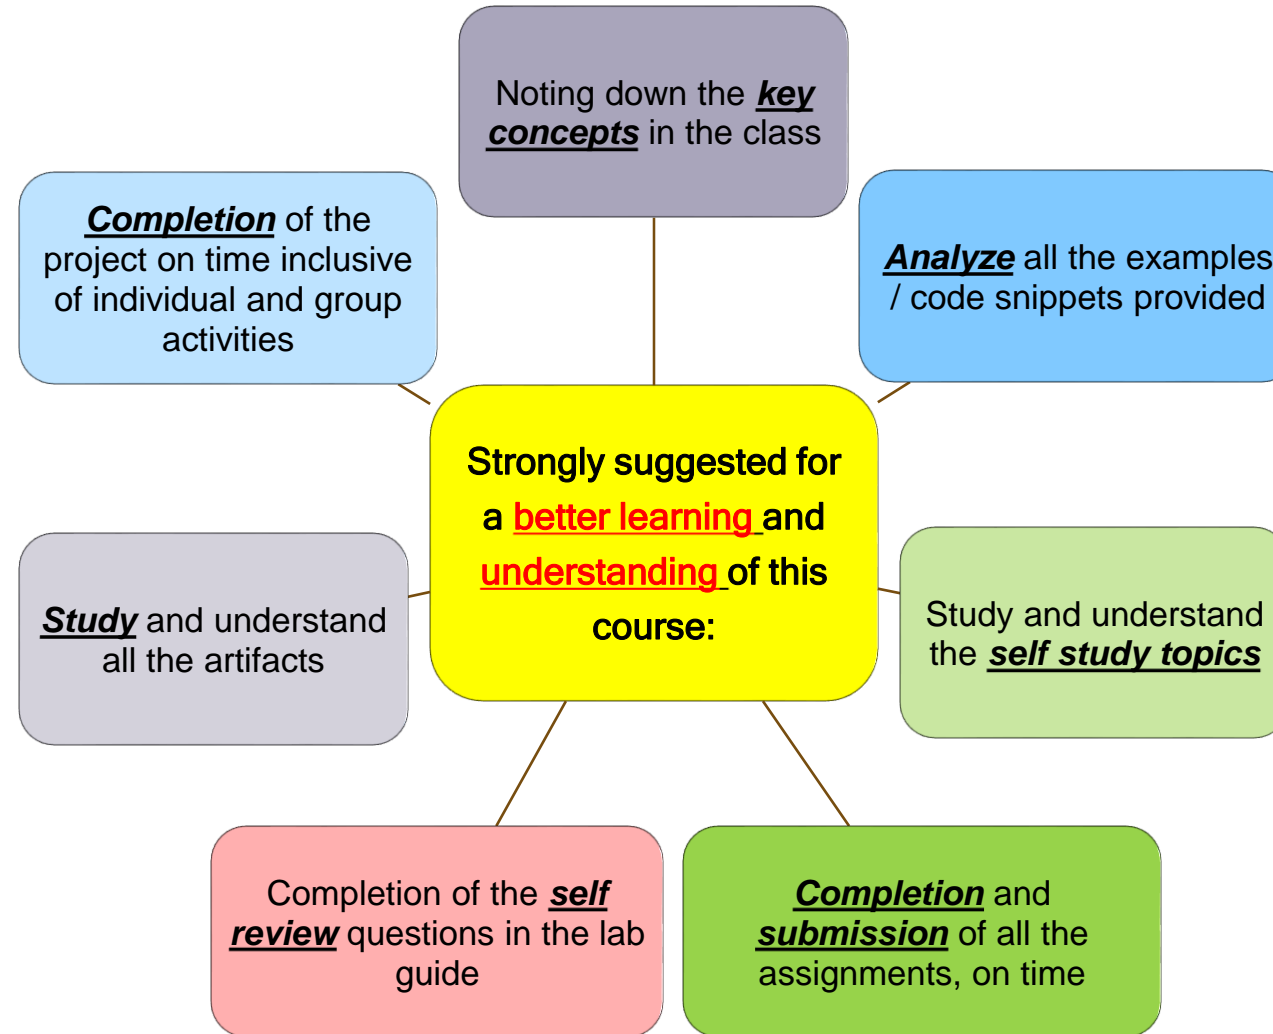 Noting down the key
concepts in the class
Completion of the
project on time inclusive
of individual and group
activities
Analyze all the examples
/ code snippets provided
Strongly suggested for
a better learning and
understanding of this
course:
Study and understand
all the artifacts
Study and understand
the self study topics
Completion of the self
review questions in the lab
guide
Completion and
submission of all the
assignments, on time